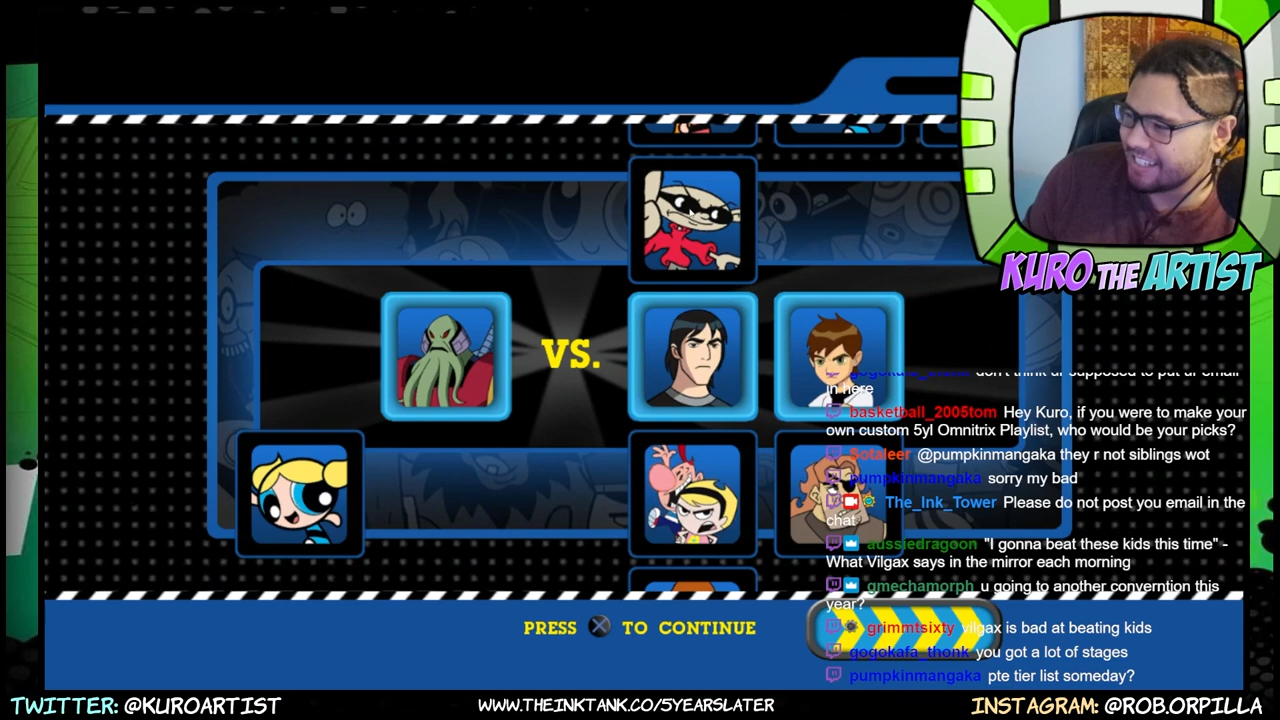 KURO THE ARTIST
VS.
don't think ur supposed to put ur email
in here
basketball_2005tom Hey Kuro, if you were to make your
own custom 5yl Omnitrix Playlist, who would be your picks?
Sotaleer @pumpkinmangaka they r not siblings wot
pumpkinmangaka sorry my bad
The_Ink_Tower Please do not post you email in the
chat
aussiedragoon "I gonna beat these kids this time" -
What Vilgax says in the mirror each morning
gmechamorph u going to another converntion this
year?
grimmtsixty vilgax is bad at beating kids
gogokafa_thonk you got a lot of stages
pumpkinmangaka pte tier list someday?
PRESS TO CONTINUE
TWITTER: @KUROARTIST
WWW.THEINKTANK.CO/5YEARSLATER
INSTAGRAM: @ROB.ORPILLA